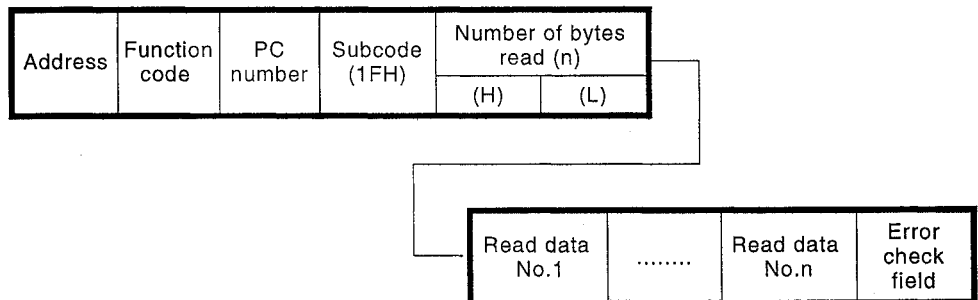 Address
Function
code
PC
number
Subcode
(1FH)
Number of bytes
read (n)
(H)
(L)
Read data
No.1
........
Read data
No.n
Error
check
field